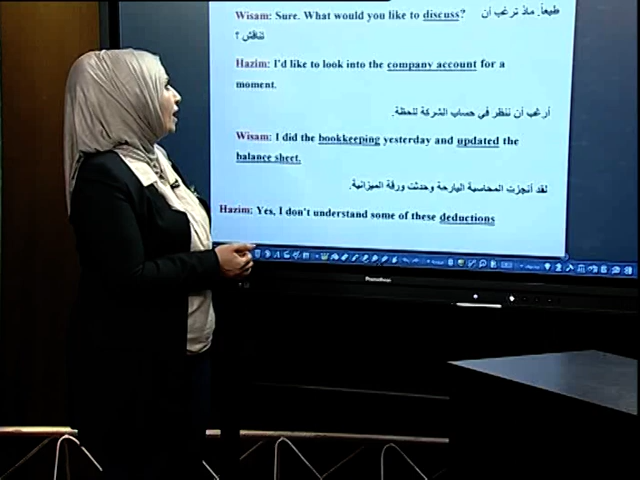 Wisam: Sure. What would you like to discuss? طبعاً. ماذ ترغب أن
تناقش ؟
Hazim: I'd like to look into the company account for a
moment.
أرغب أن ننظر في حساب الشركة للحظة.
Wisam: I did the bookkeeping yesterday and updated the
balance sheet.
لقد أنجزت المحاسبة البارحة وحدثت ورقة الميزانية.
Hazim: Yes, I don't understand some of these deductions
Promethean